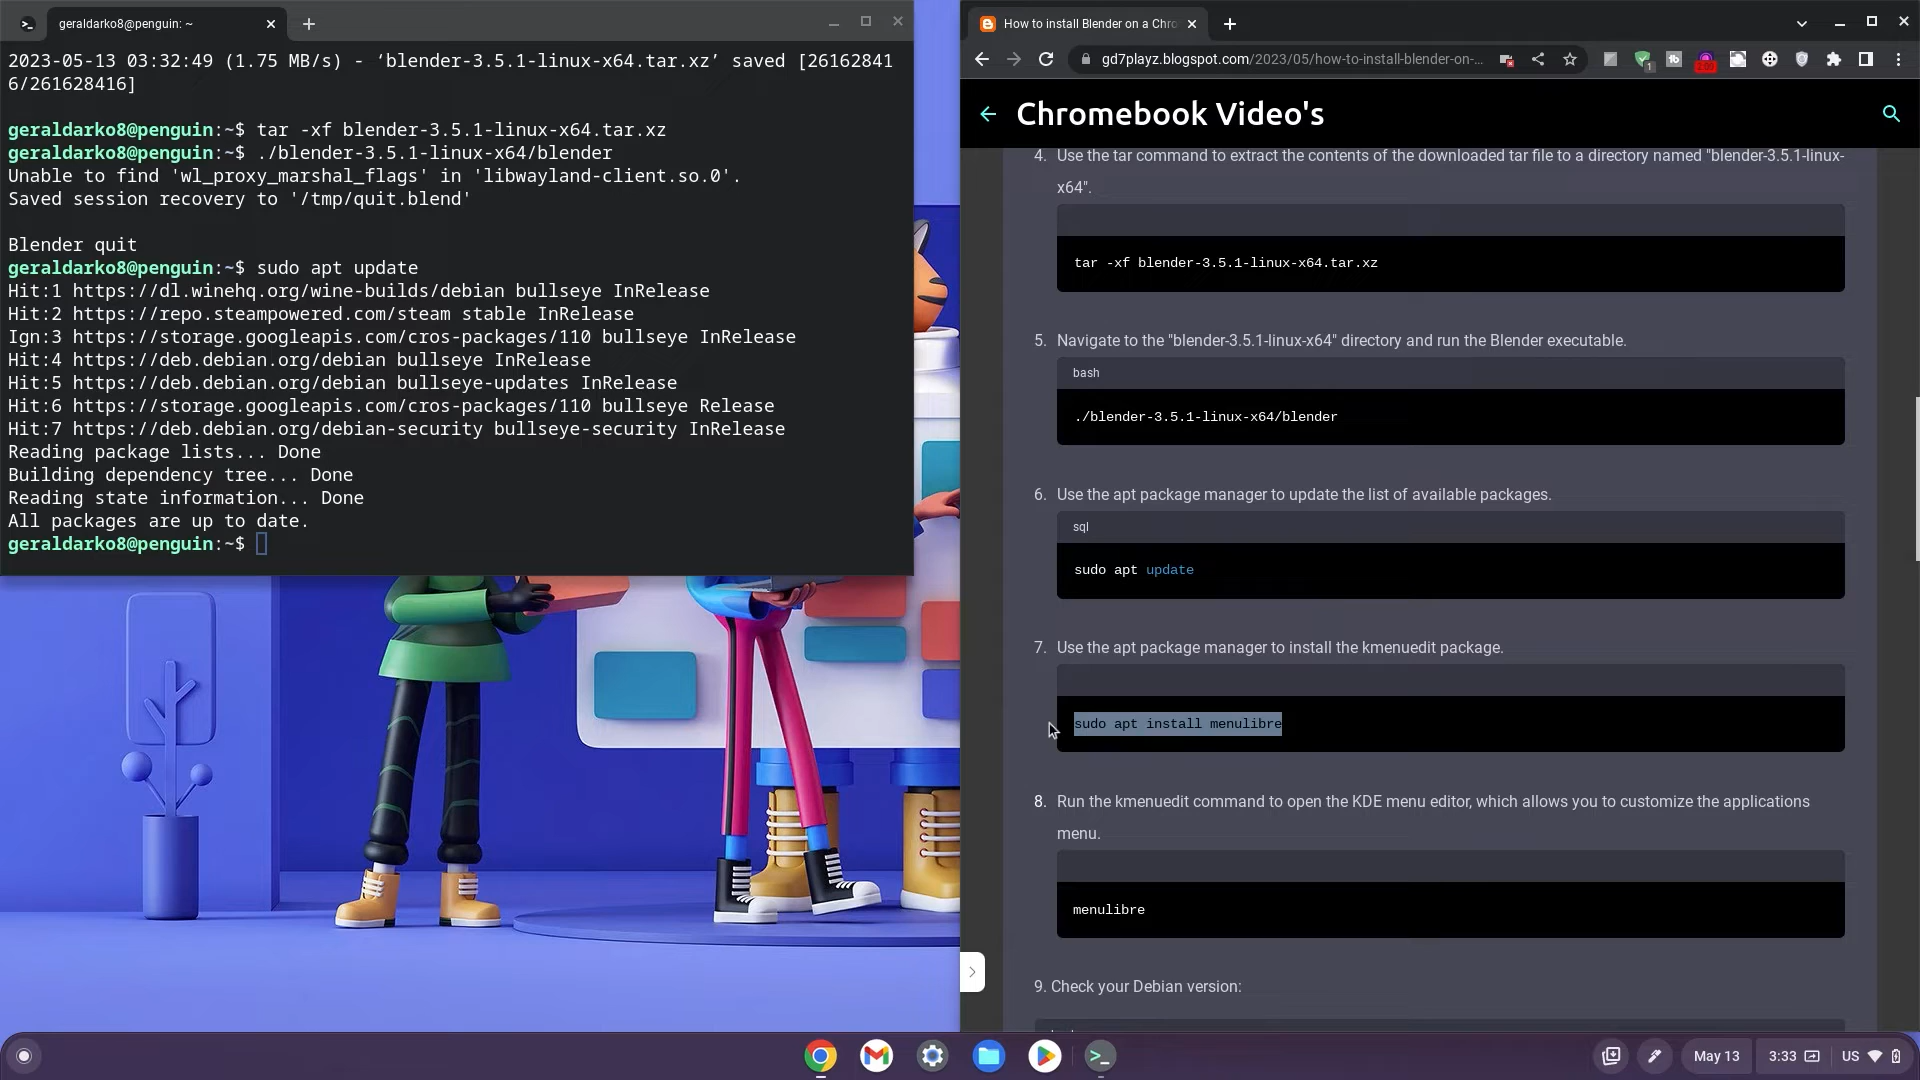 geraldarko8@penguin: ~
2023-05-13 03:32:49 (1.75 MB/s) - ‘blender-3.5.1-linux-x64.tar.xz’ saved [26162841
6/261628416]
geraldarko8@penguin:~$ tar -xf blender-3.5.1-linux-x64.tar.xz
geraldarko8@penguin:~$ ./blender-3.5.1-linux-x64/blender
Unable to find 'wl_proxy_marshal_flags' in 'libwayland-client.so.0'.
Saved session recovery to '/tmp/quit.blend'
Blender quit
geraldarko8@penguin:~$ sudo apt update
Hit:1 https://dl.winehq.org/wine-builds/debian bullseye InRelease
Hit:2 https://repo.steampowered.com/steam stable InRelease
Ign:3 https://storage.googleapis.com/cros-packages/110 bullseye InRelease
Hit:4 https://deb.debian.org/debian bullseye InRelease
Hit:5 https://deb.debian.org/debian bullseye-updates InRelease
Hit:6 https://storage.googleapis.com/cros-packages/110 bullseye Release
Hit:7 https://deb.debian.org/debian-security bullseye-security InRelease
Reading package lists... Done
Building dependency tree... Done
Reading state information... Done
All packages are up to date.
geraldarko8@penguin:~$
How to install Blender on a Chro
gd7playz.blogspot.com/2023/05/how-to-install-blender-on-...
Chromebook Video's
4. Use the tar command to extract the contents of the downloaded tar file to a directory named "blender-3.5.1-linux-
x64".
tar -xf blender-3.5.1-linux-x64.tar.xz
5. Navigate to the "blender-3.5.1-linux-x64" directory and run the Blender executable.
bash
./blender-3.5.1-linux-x64/blender
6. Use the apt package manager to update the list of available packages.
sql
sudo apt update
7. Use the apt package manager to install the kmenuedit package.
sudo apt install menulibre
8. Run the kmenuedit command to open the KDE menu editor, which allows you to customize the applications
menu.
menulibre
9. Check your Debian version:
May 13
3:33
US